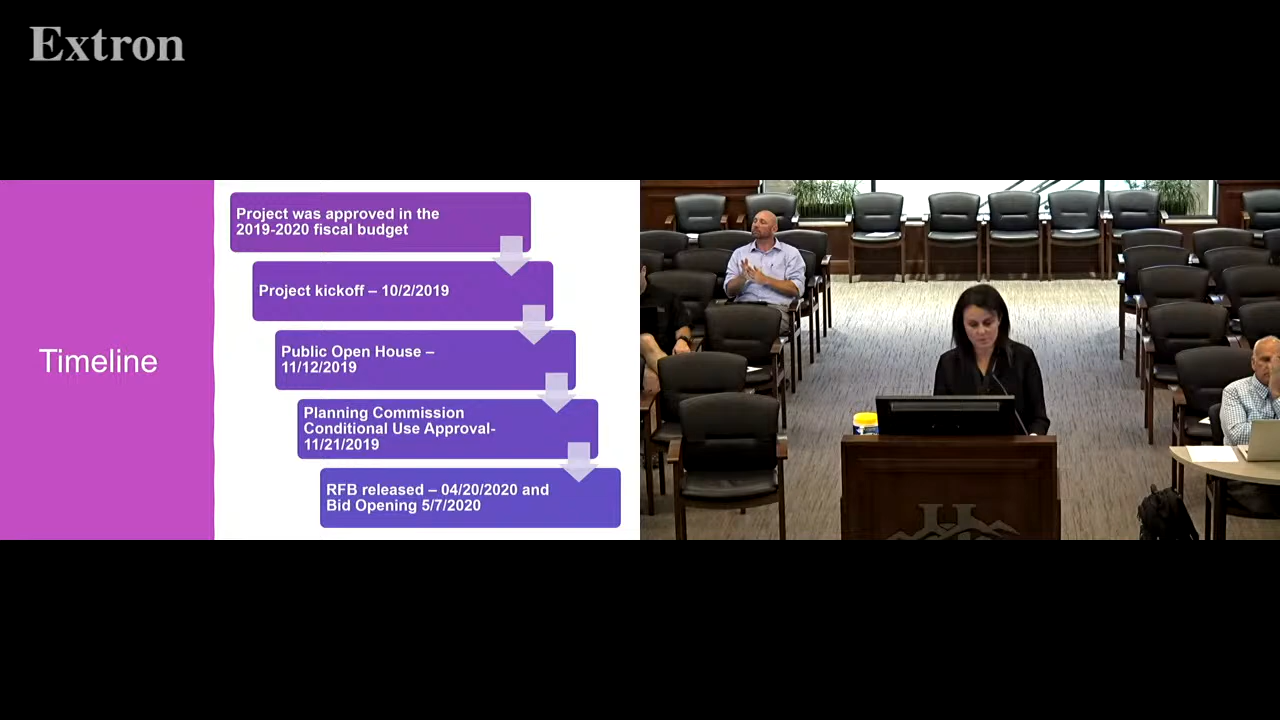 Extron
Timeline
Project was approved in the
2019-2020 fiscal budget
Project kickoff – 10/2/2019
Public Open House –
11/12/2019
Planning Commission
Conditional Use Approval-
11/21/2019
RFB released – 04/20/2020 and
Bid Opening 5/7/2020